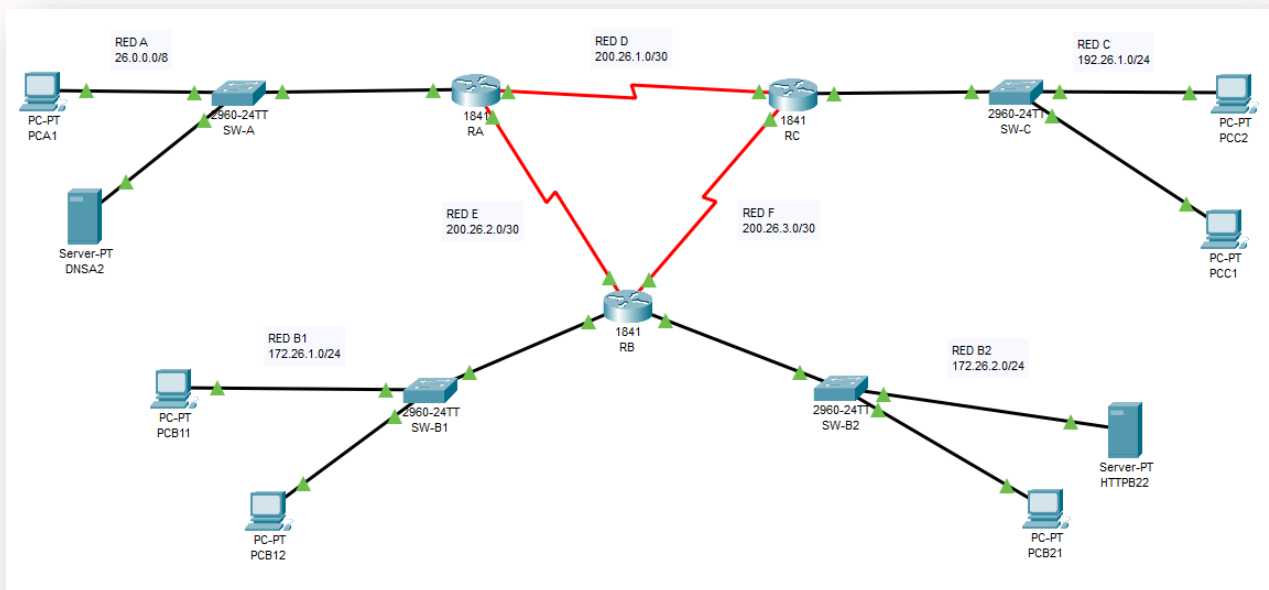 RED A
26.0.0.0/8
RED D
200.26.1.0/30
RED C
192.26.1.0/24
PC-PT
PCA1
2960-24TT
SW-A
1841
RA
1841
RC
2960-24TT
SW-C
PC-PT
PCC2
Server-PT
DNSA2
RED E
200.26.2.0/30
RED F
200.26.3.0/30
PC-PT
PCC1
RED B1
172.26.1.0/24
1841
RB
RED B2
172.26.2.0/24
PC-PT
PCB11
2960-24TT
SW-B1
2960-24TT
SW-B2
Server-PT
HTTPB22
PC-PT
PCB12
PC-PT
PCB21